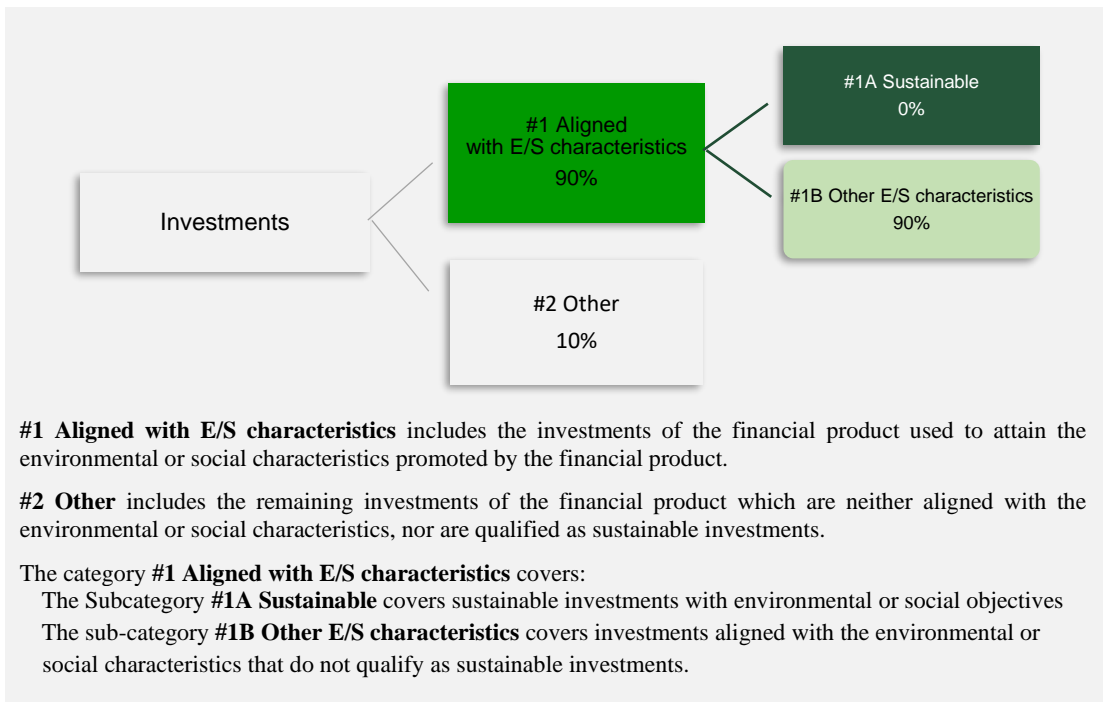 #1A Sustainable
0%
#1 Aligned
with E/S characteristics
90%
#1B Other E/S characteristics
90%
Investments
#2 Other
10%
#1 Aligned with E/S characteristics includes the investments of the financial product used to attain the
environmental or social characteristics promoted by the financial product.
#2 Other includes the remaining investments of the financial product which are neither aligned with the
environmental or social characteristics, nor are qualified as sustainable investments.
The category #1 Aligned with E/S characteristics covers:
The Subcategory #1A Sustainable covers sustainable investments with environmental or social objectives
The sub-category #1B Other E/S characteristics covers investments aligned with the environmental or
social characteristics that do not qualify as sustainable investments.